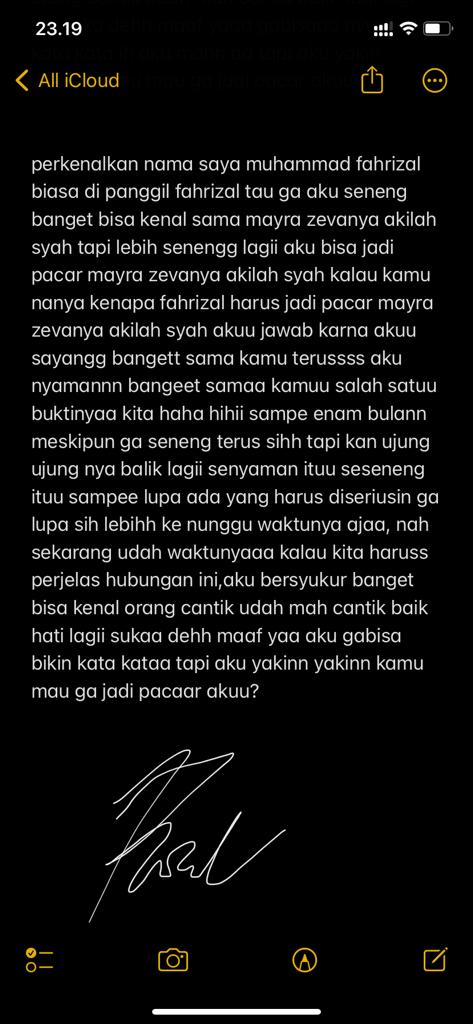 23.19
All iCloud
perkenalkan nama saya muhammad fahrizal
biasa di panggil fahrizal tau ga aku seneng
banget bisa kenal sama mayra zevanya akilah
syah tapi lebih senengg lagii aku bisa jadi
pacar mayra zevanya akilah syah kalau kamu
nanya kenapa fahrizal harus jadi pacar mayra
zevanya akilah syah akuu jawab karna akuu
sayangg bangett sama kamu terussss aku
nyamannn bangeet samaa kamuu salah satuu
buktinyaa kita haha hihii sampe enam bulann
meskipun ga seneng terus sihh tapi kan ujung
ujung nya balik lagii senyaman ituu seseneng
ituu sampee lupa ada yang harus diseriusin ga
lupa sih lebihh ke nunggu waktunya ajaa, nah
sekarang udah waktunyaaa kalau kita haruss
perjelas hubungan ini,aku bersyukur banget
bisa kenal orang cantik udah mah cantik baik
hati lagii sukaa dehh maaf yaa aku gabisa
bikin kata kataa tapi aku yakinn yakinn kamu
mau ga jadi pacaar akuu?